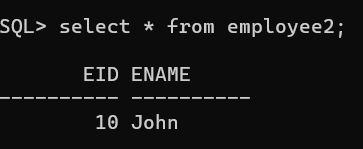 SQL> select * from employee2;
EID ENAME
---------- ----------
10 John